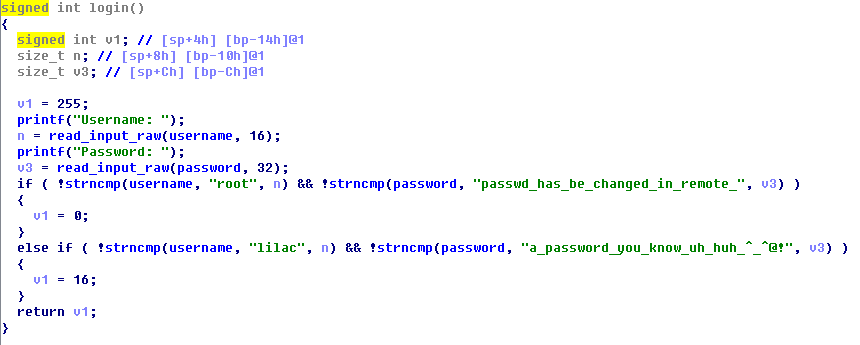 signed int login()
{
  signed int v1; // [sp+4h] [bp-14h]@1
  size_t n; // [sp+8h] [bp-10h]@1
  size_t v3; // [sp+Ch] [bp-Ch]@1

  v1 = 255;
  printf("Username: ");
  n = read_input_raw(username, 16);
  printf("Password: ");
  v3 = read_input_raw(password, 32);
  if ( !strncmp(username, "root", n) && !strncmp(password, "passwd_has_be_changed_in_remote_", v3) )
  {
    v1 = 0;
  }
  else if ( !strncmp(username, "lilac", n) && !strncmp(password, "a_password_you_know_uh_huh_^_^@!", v3) )
  {
    v1 = 16;
  }
  return v1;
}